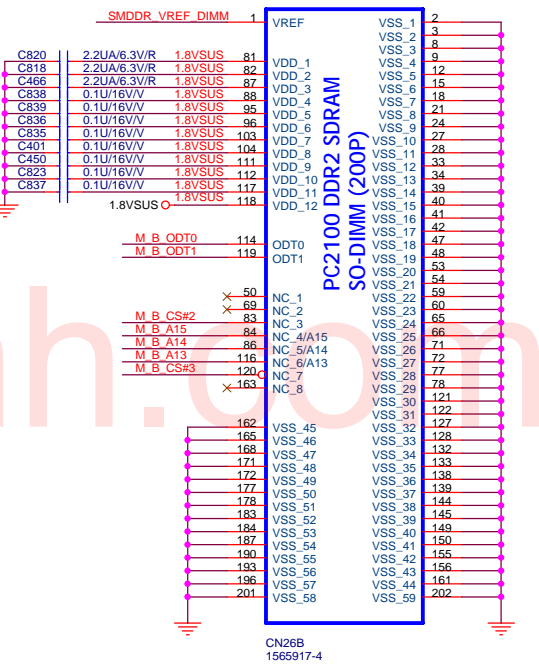 SMDDR_VREF_DIMM 1 VREF
C820 2.2UA/6.3V/R 1.8VSUS 81 VDD_1
C818 2.2UA/6.3V/R 1.8VSUS 82 VDD_2
C466 2.2UA/6.3V/R 1.8VSUS 87 VDD_3
C838 0.1U/16V/V 1.8VSUS 88 VDD_4
C839 0.1U/16V/V 1.8VSUS 95 VDD_5
C836 0.1U/16V/V 1.8VSUS 96 VDD_6
C835 0.1U/16V/V 1.8VSUS 103 VDD_7
C401 0.1U/16V/V 1.8VSUS 104 VDD_8
C450 0.1U/16V/V 1.8VSUS 111 VDD_9
C823 0.1U/16V/V 1.8VSUS 112 VDD_10
C837 0.1U/16V/V 1.8VSUS 117 VDD_11
1.8VSUS 1.8VSUS 118 VDD_12
M_B_ODT0 114 ODT0
M_B_ODT1 119 ODT1
50 NC_1
69 NC_2
M_B_CS#2 83 NC_3
M_B_A15 84 NC_4/A15
M_B_A14 86 NC_5/A14
M_B_A13 116 NC_6/A13
M_B_CS#3 120 NC_7
163 NC_8
162 VSS_45
165 VSS_46
168 VSS_47
171 VSS_48
172 VSS_49
177 VSS_50
178 VSS_51
183 VSS_52
184 VSS_53
187 VSS_54
190 VSS_55
193 VSS_56
196 VSS_57
201 VSS_58
PC2100 DDR2 SDRAM
SO-DIMM (200P)
VSS_1 2
VSS_2 3
VSS_3 8
VSS_4 9
VSS_5 12
VSS_6 15
VSS_7 18
VSS_8 21
VSS_9 24
VSS_10 27
VSS_11 28
VSS_12 33
VSS_13 34
VSS_14 39
VSS_15 40
VSS_16 41
VSS_17 42
VSS_18 47
VSS_19 48
VSS_20 53
VSS_21 54
VSS_22 59
VSS_23 60
VSS_24 65
VSS_25 66
VSS_26 71
VSS_27 72
VSS_28 77
VSS_29 78
VSS_30 121
VSS_31 122
VSS_32 127
VSS_33 128
VSS_34 132
VSS_35 133
VSS_36 138
VSS_37 139
VSS_38 144
VSS_39 145
VSS_40 149
VSS_41 150
VSS_42 155
VSS_43 156
VSS_44 161
VSS_59 202
CN26B
1565917-4
h.com